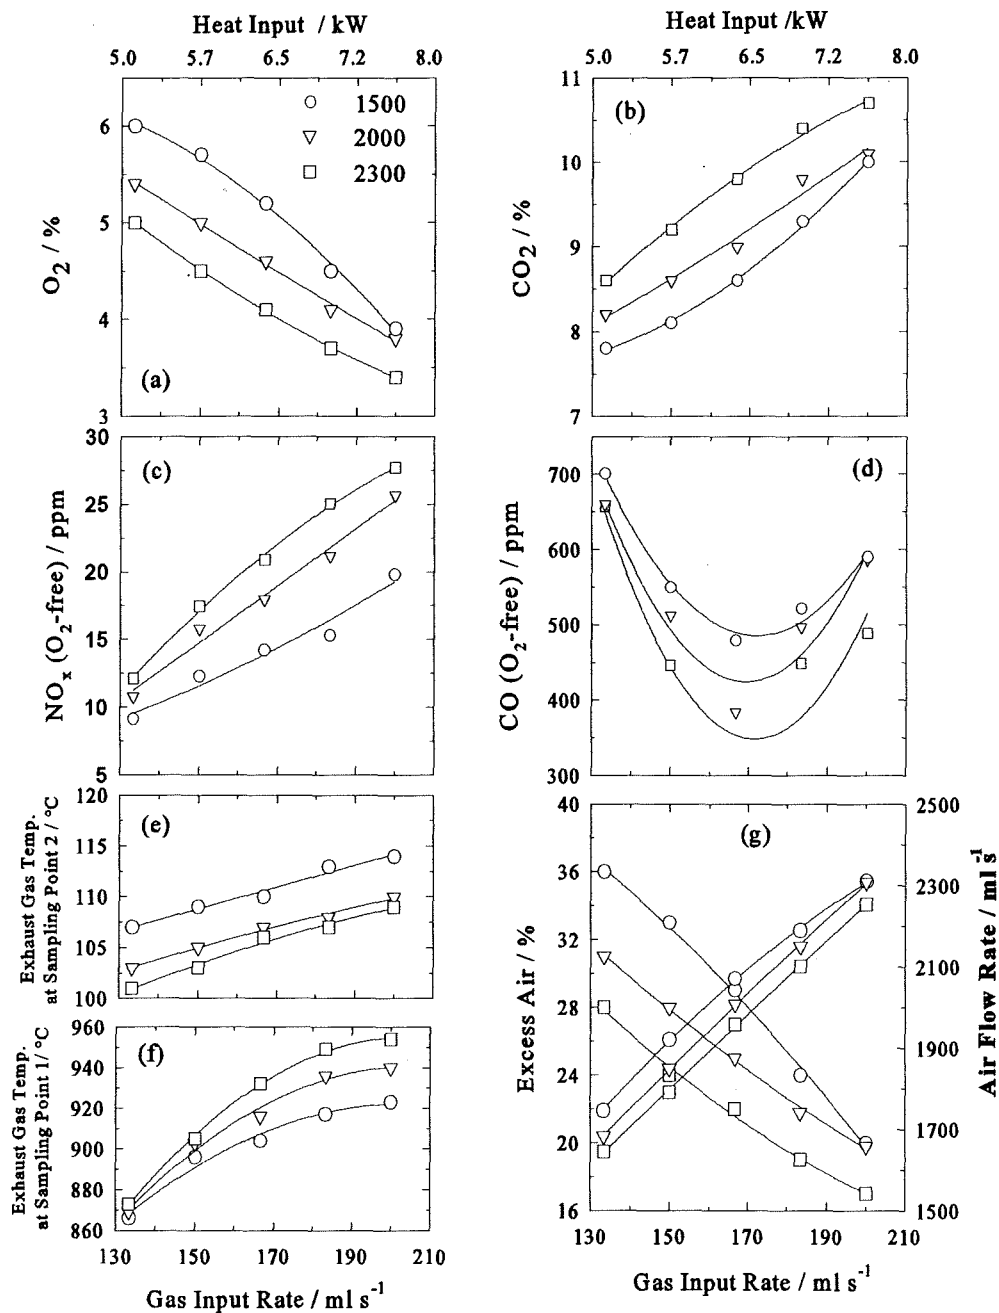 Heat Input / kW
5.0 5.7 6.5 7.2 8.0
1500
2000
2300
6
5
4
3
O2 / %
(a)
Heat Input /kW
5.0 5.7 6.5 7.2 8.0
11
10
9
8
7
CO2 / %
(b)
30
25
20
15
10
5
NOx (O2-free) / ppm
(c)
700
600
500
400
300
CO (O2-free) / ppm
(d)
120
115
110
105
100
Exhaust Gas Temp.
at Sampling Point 2 / °C
(e)
960
940
920
900
880
860
Exhaust Gas Temp.
at Sampling Point 1/ °C
(f)
130 150 170 190 210
Gas Input Rate / ml s-1
40
36
32
28
24
20
16
Excess Air / %
(g)
2500
2300
2100
1900
1700
1500
Air Flow Rate / ml s-1
130 150 170 190 210
Gas Input Rate / ml s-1